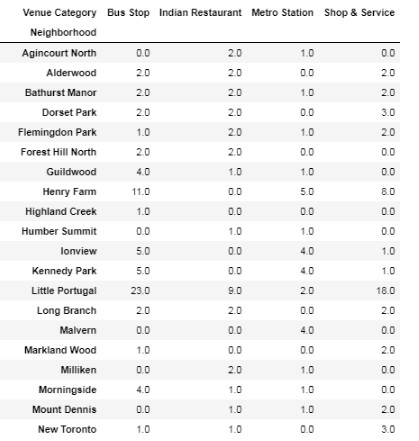 Venue Category Bus Stop Indian Restaurant Metro Station Shop & Service
Neighborhood
Agincourt North 0.0 2.0 1.0 0.0
Alderwood 2.0 2.0 0.0 2.0
Bathurst Manor 2.0 2.0 1.0 2.0
Dorset Park 2.0 2.0 0.0 3.0
Flemingdon Park 1.0 2.0 1.0 2.0
Forest Hill North 2.0 2.0 0.0 0.0
Guildwood 4.0 1.0 1.0 0.0
Henry Farm 11.0 0.0 5.0 8.0
Highland Creek 1.0 0.0 0.0 0.0
Humber Summit 0.0 1.0 1.0 0.0
Ionview 5.0 0.0 4.0 1.0
Kennedy Park 5.0 0.0 4.0 1.0
Little Portugal 23.0 9.0 2.0 18.0
Long Branch 2.0 2.0 0.0 2.0
Malvern 0.0 0.0 4.0 0.0
Markland Wood 1.0 0.0 0.0 2.0
Milliken 0.0 2.0 1.0 0.0
Morningside 4.0 1.0 1.0 0.0
Mount Dennis 0.0 1.0 1.0 2.0
New Toronto 1.0 1.0 0.0 3.0